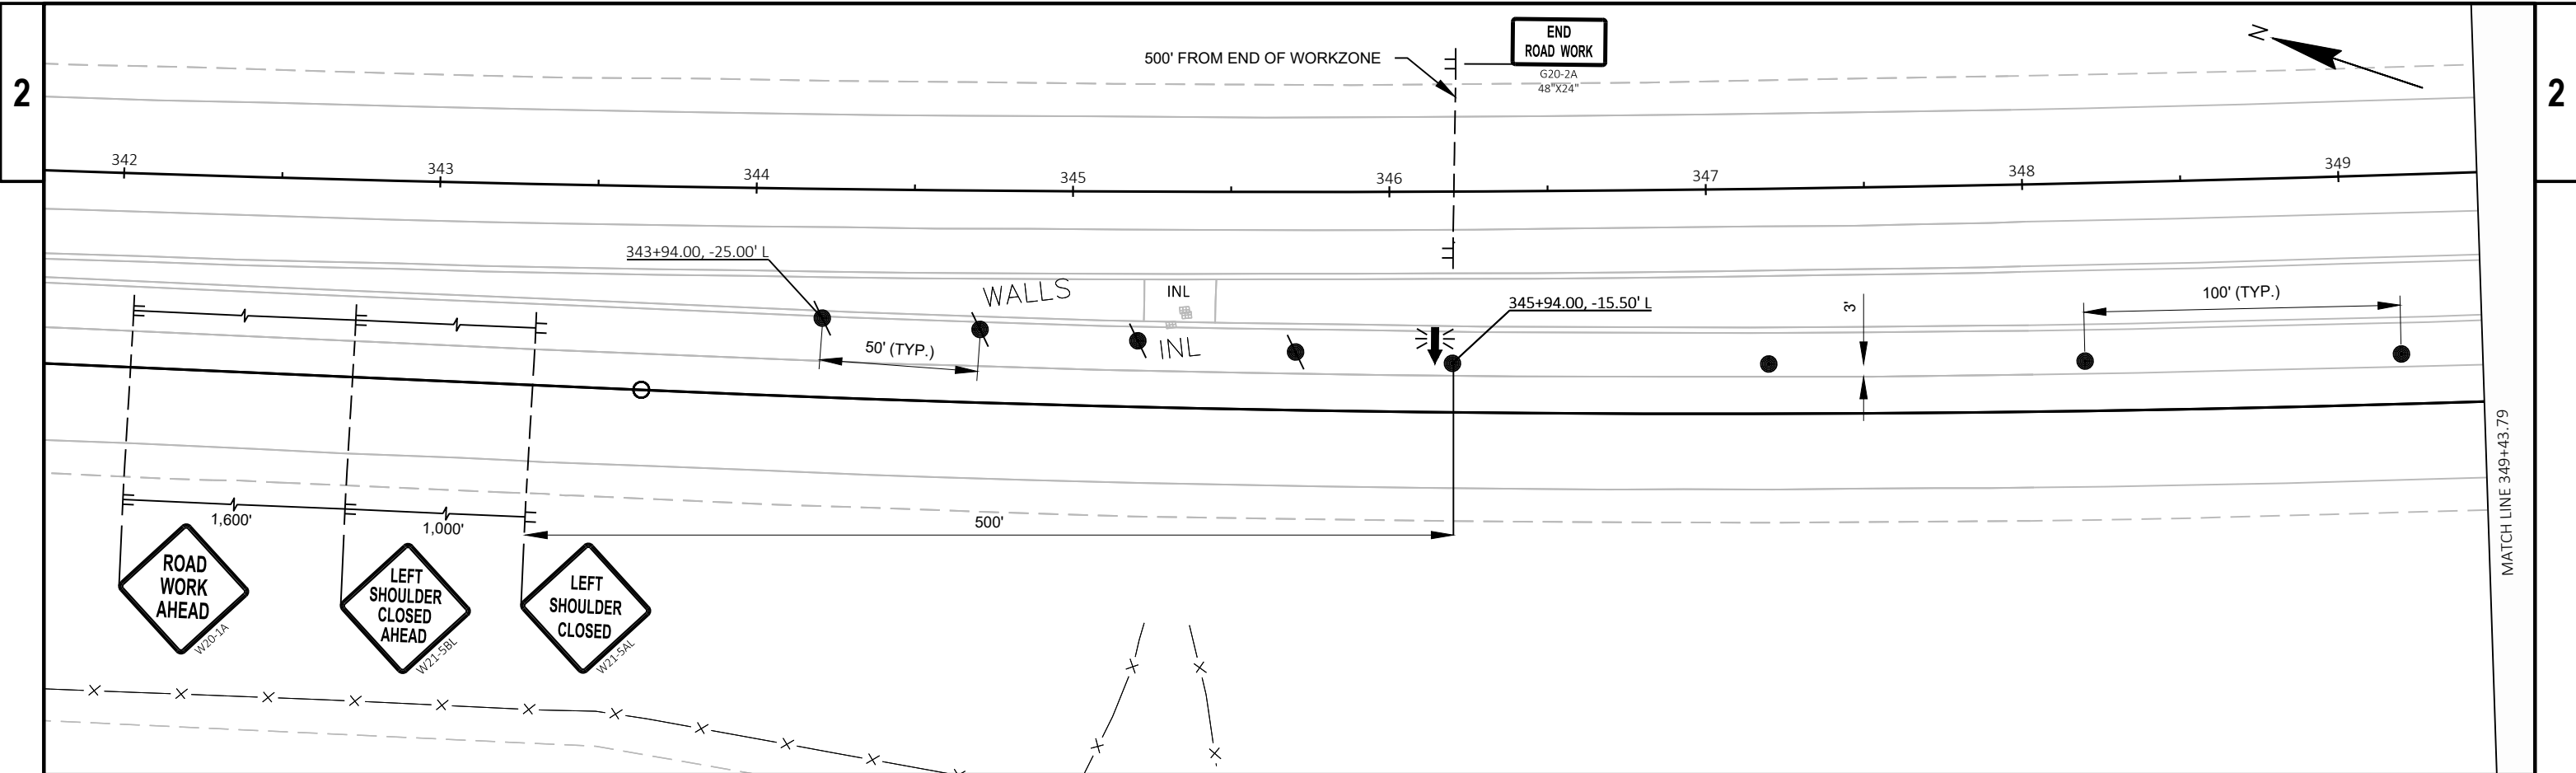 2
2
500' FROM END OF WORKZONE
END
ROAD WORK
G20-2A
48"X24"
N
342
343
344
345
346
347
348
349
343+94.00, -25.00' L
WALLS
INL
INL
50' (TYP.)
345+94.00, -15.50' L
3'
100' (TYP.)
1,600'
1,000'
500'
ROAD
WORK
AHEAD
W20-1A
LEFT
SHOULDER
CLOSED
AHEAD
W21-5BL
LEFT
SHOULDER
CLOSED
W21-5AL
MATCH LINE 349+43.79